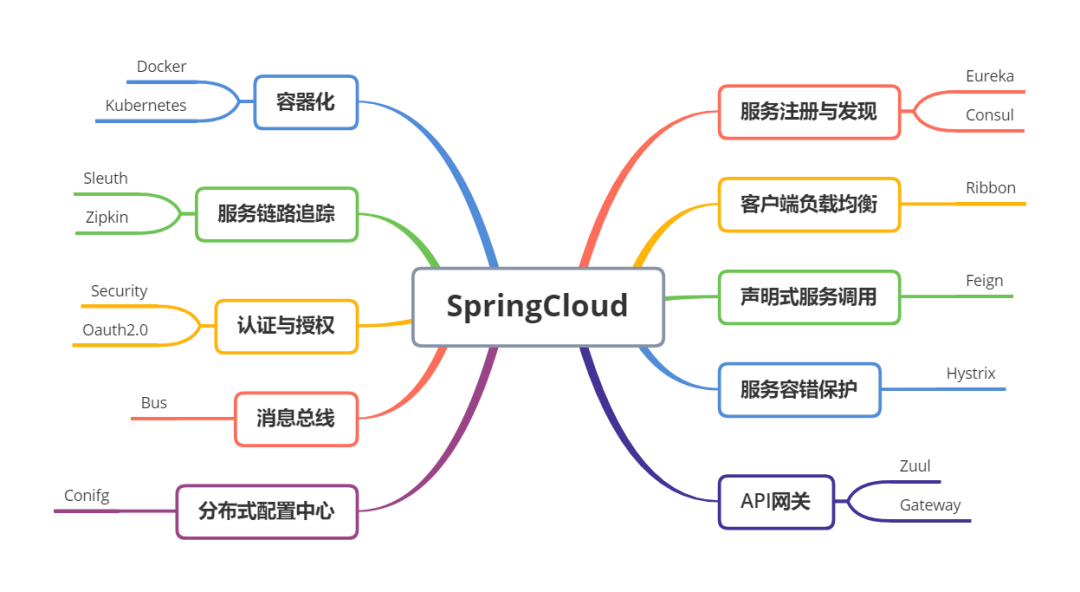 SpringCloud
服务注册与发现
Eureka
Consul
客户端负载均衡
Ribbon
声明式服务调用
Feign
服务容错保护
Hystrix
API网关
Zuul
Gateway
容器化
Docker
Kubernetes
服务链路追踪
Sleuth
Zipkin
认证与授权
Security
Oauth2.0
消息总线
Bus
分布式配置中心
Conifg